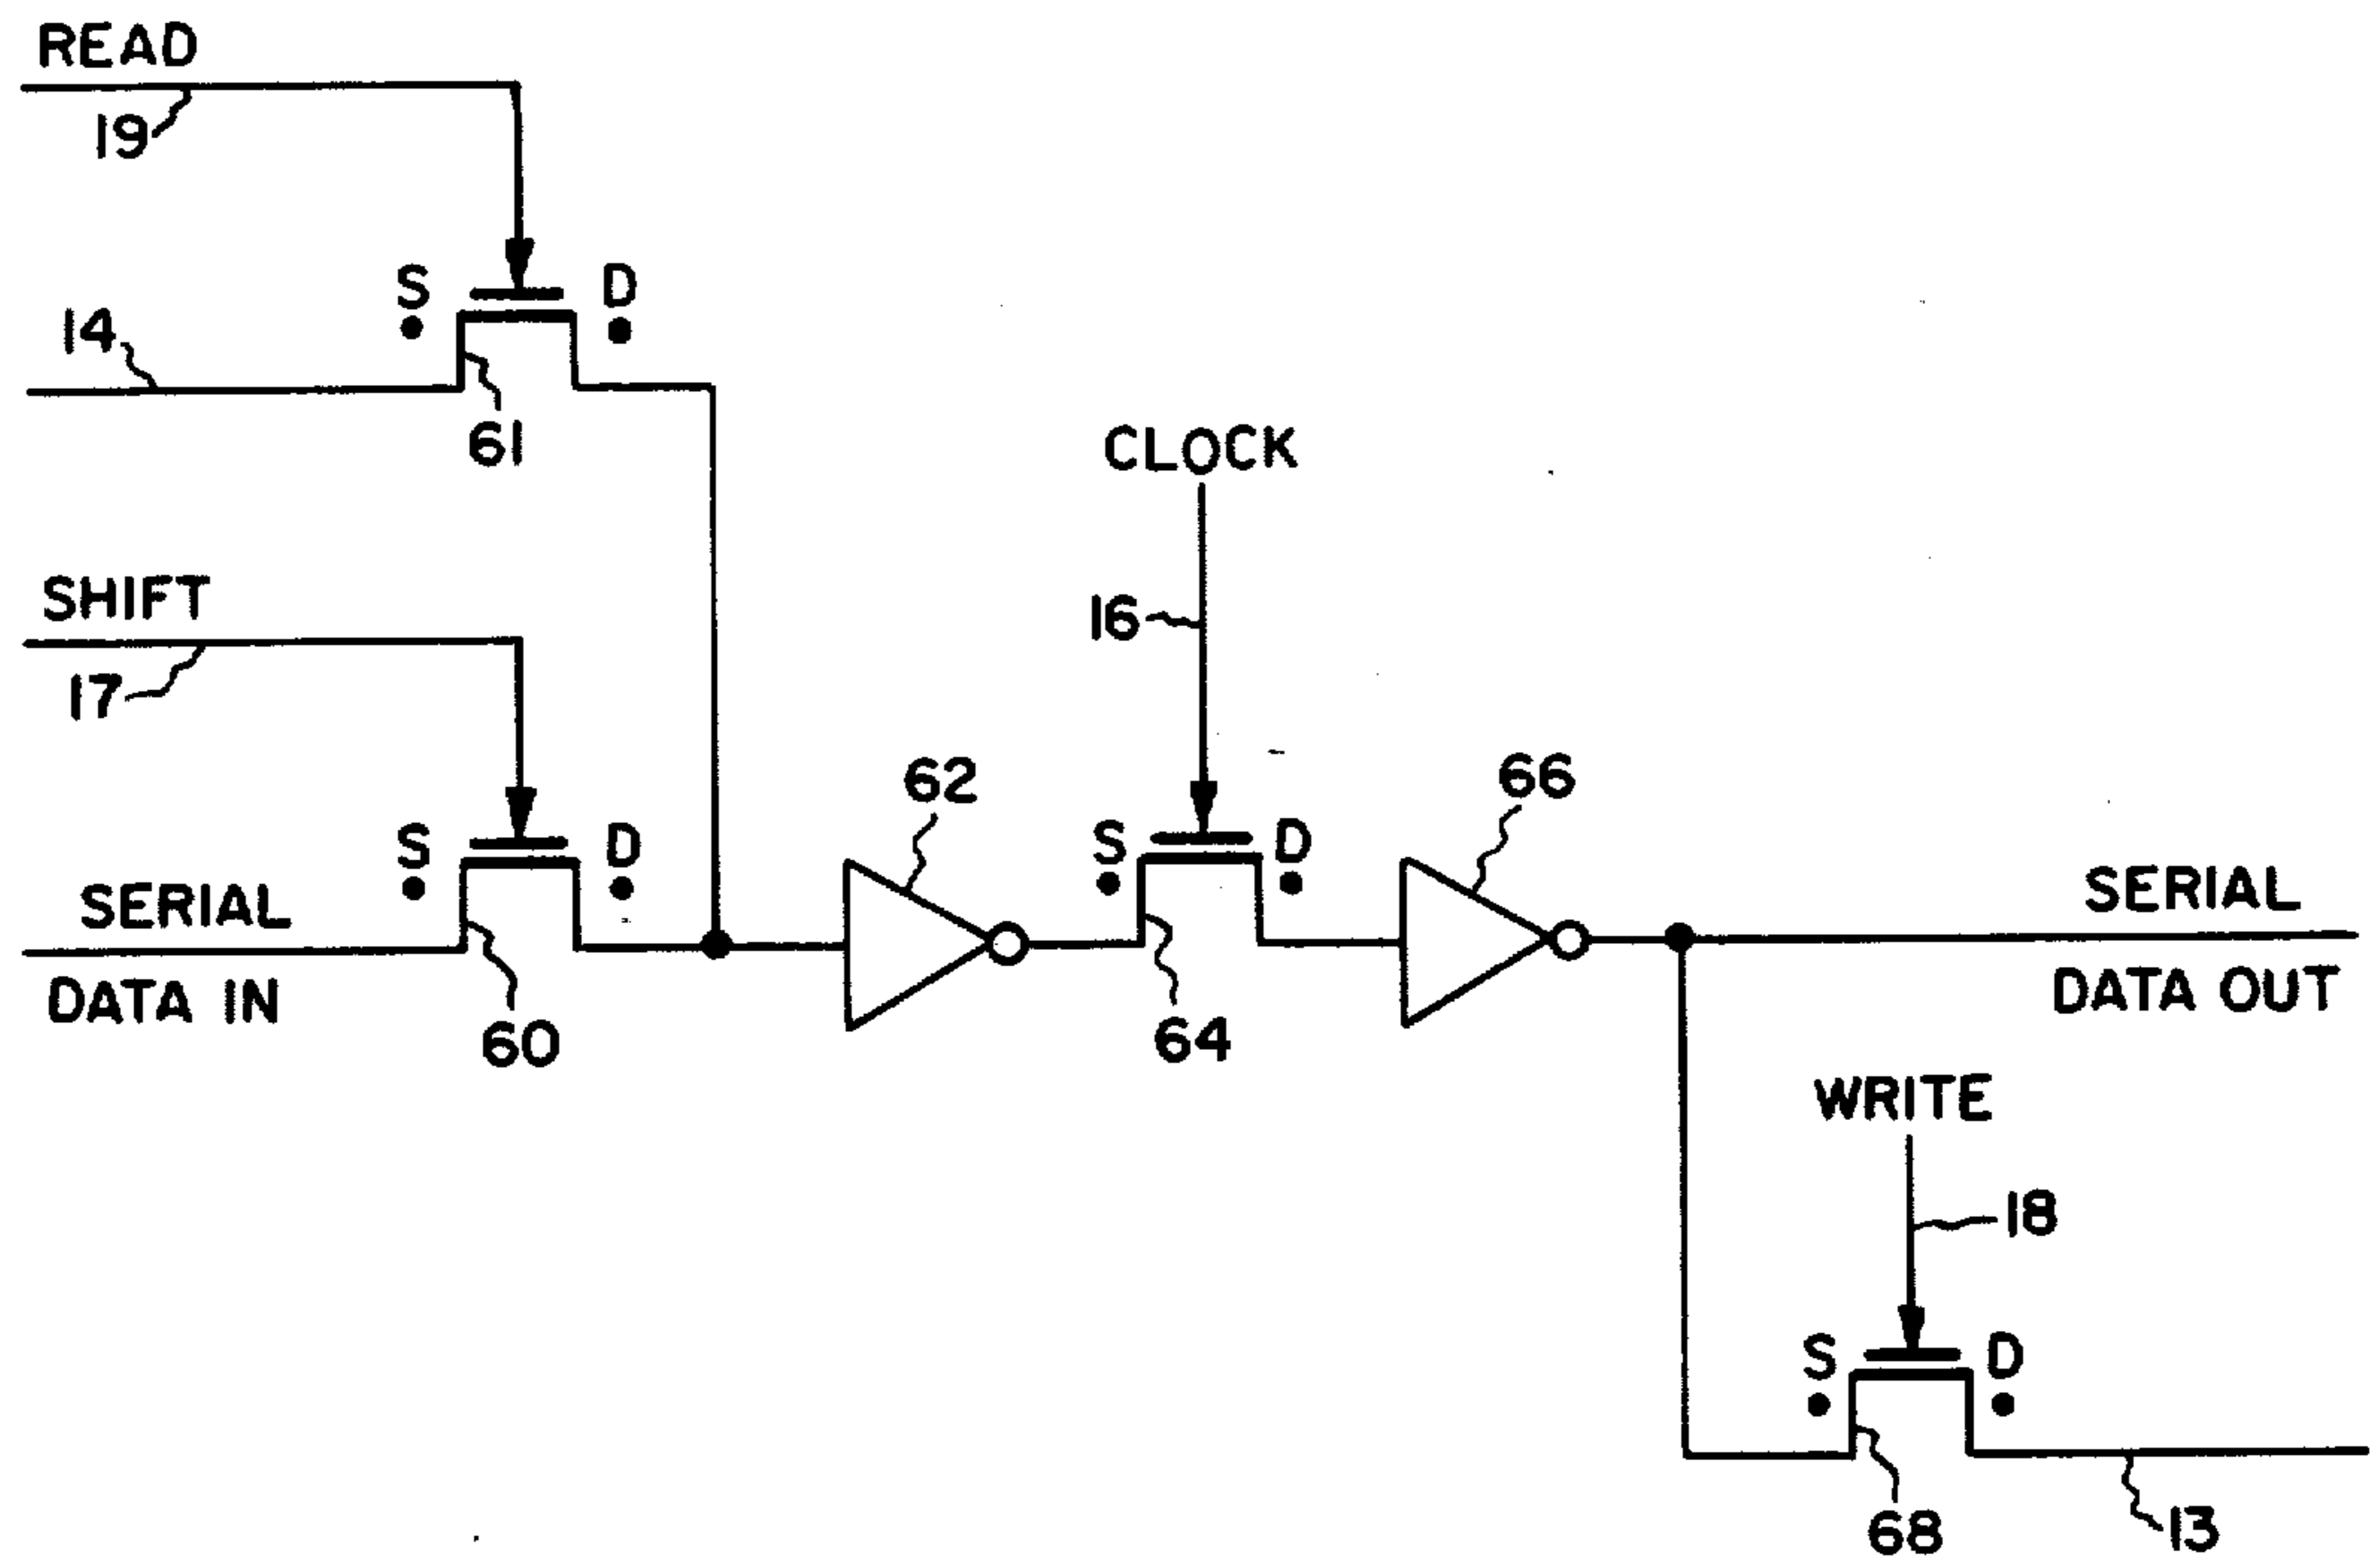 READ
19
S
D
14
61
CLOCK
SHIFT
16
17
62
66
S
D
S
D
SERIAL
DATA IN
60
64
SERIAL
DATA OUT
WRITE
18
S
D
68
13